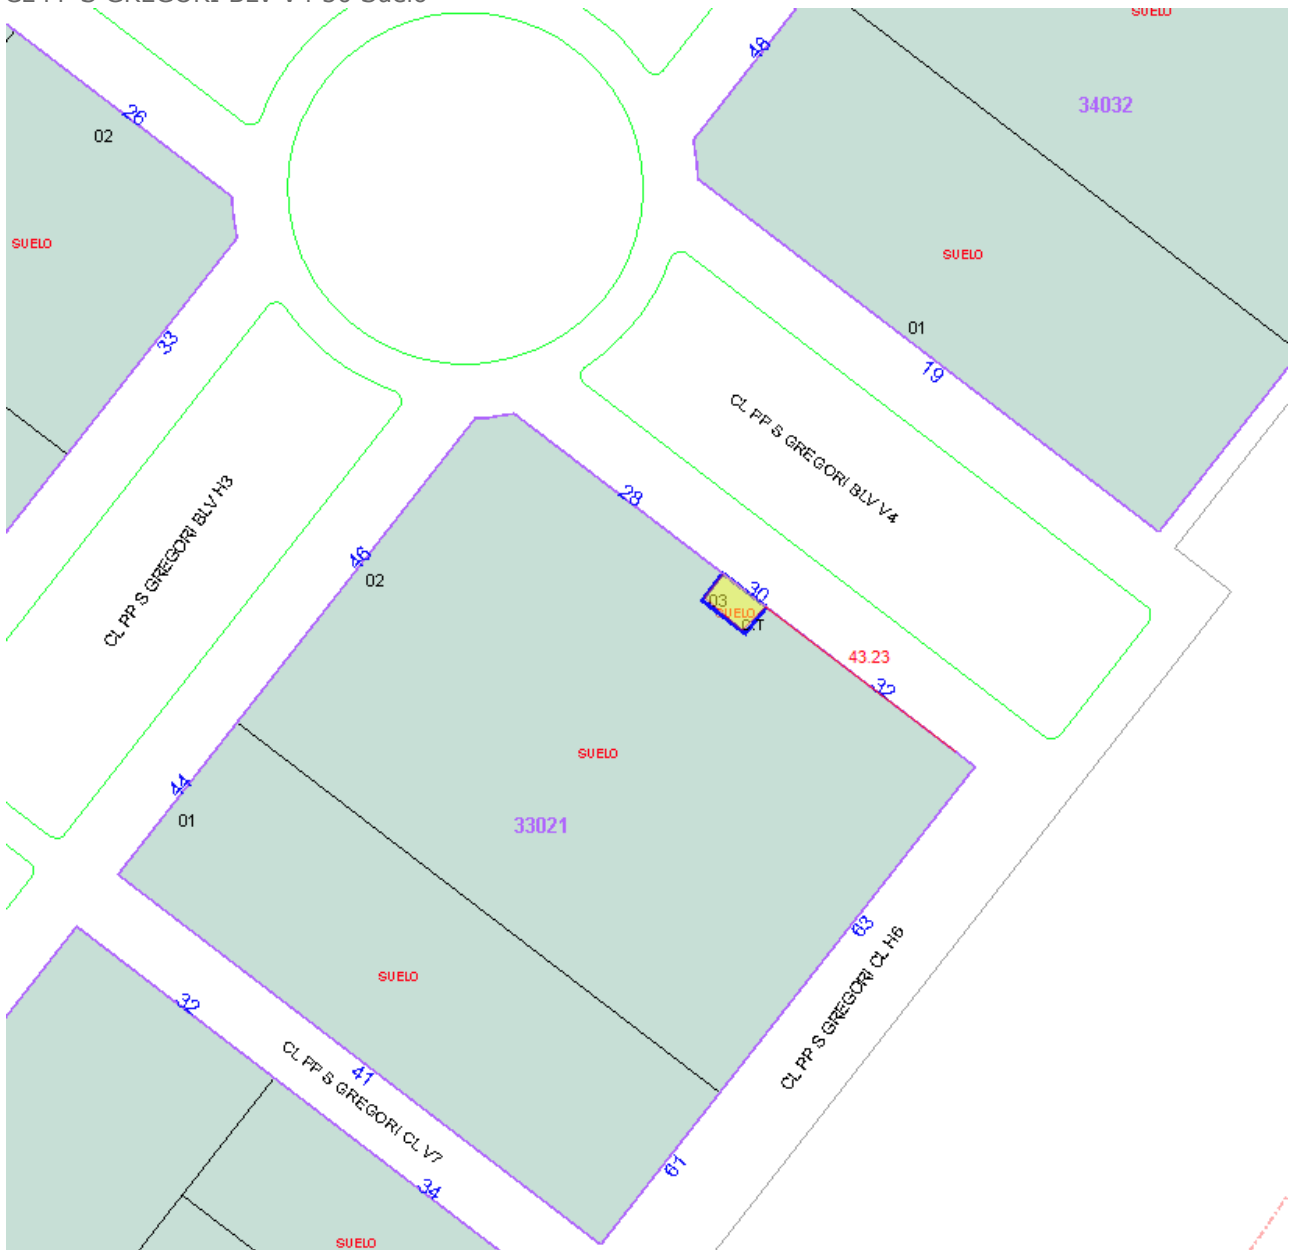 SUELO
48
34032
26
02
SUELO
SUELO
01
33
19
CL PP S GREGORI BLV V4
CL PP S GREGORI BLV H3
28
46
02
30
03
SUELO
C.T
43.23
32
SUELO
44
01
33021
63
CL PP S GREGORI CL H6
SUELO
32
CL PP S GREGORI CL V7
41
61
34
SUELO